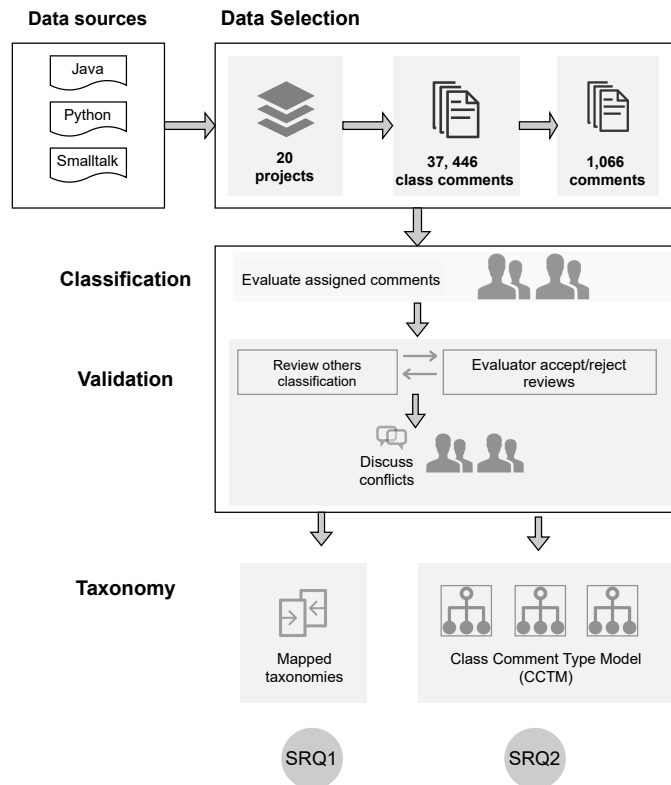 Data sources
Data Selection
Java
Python
Smalltalk
20
projects
37, 446
class comments
1,066
comments
Classification
Evaluate assigned comments
Validation
Review others
classification
Evaluator accept/reject
reviews
Discuss
conflicts
Taxonomy
Mapped
taxonomies
Class Comment Type Model
(CCTM)
SRQ1
SRQ2